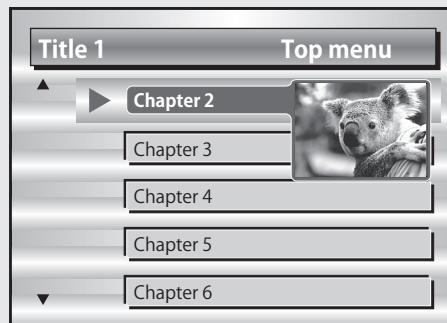 Title 1 Top menu
Chapter 2
Chapter 3
Chapter 4
Chapter 5
Chapter 6